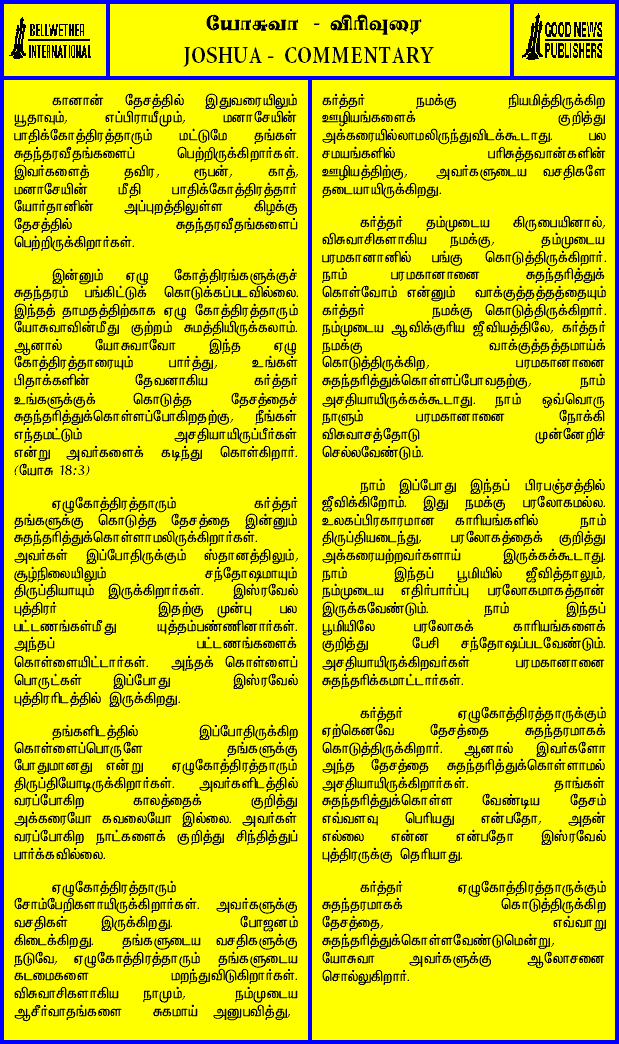 BELLWETHER
INTERNATIONAL
யோசுவா - விரிவுரை
JOSHUA - COMMENTARY
GOOD NEWS
PUBLISHERS
கானான் தேசத்தில் இதுவரையிலும்
யூதாவும், எப்பிராயீமும், மனாசேயின்
பாதிக்கோத்திரத்தாரும் மட்டுமே தங்கள்
சுதந்தரவீதங்களைப் பெற்றிருக்கிறார்கள்.
இவர்களைத் தவிர, ரூபன், காத்,
மனாசேயின் மீதி பாதிக்கோத்திரத்தார்
யோர்தானின் அப்புறத்திலுள்ள கிழக்கு
தேசத்தில் சுதந்தரவீதங்களைப்
பெற்றிருக்கிறார்கள்.
இன்னும் ஏழு கோத்திரங்களுக்குச்
சுதந்தரம் பங்கிட்டுக் கொடுக்கப்படவில்லை.
இந்தத் தாமதத்திற்காக ஏழு கோத்திரத்தாரும்
யோசுவாவின்மீது குற்றம் சுமத்தியிருக்கலாம்.
ஆனால் யோசுவாவோ இந்த ஏழு
கோத்திரத்தாரையும் பார்த்து, உங்கள்
பிதாக்களின் தேவனாகிய கர்த்தர்
உங்களுக்குக் கொடுத்த தேசத்தைச்
சுதந்தரித்துக்கொள்ளப்போகிறதற்கு, நீங்கள்
எந்தமட்டும் அசதியாயிருப்பீர்கள்
என்று அவர்களைக் கடிந்து கொள்கிறார்.
(யோசு 18:3)
ஏழுகோத்திரத்தாரும் கர்த்தர்
தங்களுக்கு கொடுத்த தேசத்தை இன்னும்
சுதந்தரித்துக்கொள்ளாமலிருக்கிறார்கள்.
அவர்கள் இப்போதிருக்கும் ஸ்தானத்திலும்,
சூழ்நிலையிலும் சந்தோஷமாயும்
திருப்தியாயும் இருக்கிறார்கள். இஸ்ரவேல்
புத்திரர் இதற்கு முன்பு பல
பட்டணங்கள்மீது யுத்தம்பண்ணினார்கள்.
அந்தப் பட்டணங்களைக்
கொள்ளையிட்டார்கள். அந்தக் கொள்ளைப்
பொருட்கள் இப்போது இஸ்ரவேல்
புத்திரரிடத்தில் இருக்கிறது.
தங்களிடத்தில் இப்போதிருக்கிற
கொள்ளைப்பொருளே தங்களுக்கு
போதுமானது என்று ஏழுகோத்திரத்தாரும்
திருப்தியோடிருக்கிறார்கள். அவர்களிடத்தில்
வரப்போகிற காலத்தைக் குறித்து
அக்கரையோ கவலையோ இல்லை. அவர்கள்
வரப்போகிற நாட்களைக் குறித்து சிந்தித்துப்
பார்க்கவில்லை.
ஏழுகோத்திரத்தாரும்
சோம்பேறிகளாயிருக்கிறார்கள். அவர்களுக்கு
வசதிகள் இருக்கிறது. போஜனம்
கிடைக்கிறது. தங்களுடைய வசதிகளுக்கு
நடுவே, ஏழுகோத்திரத்தாரும் தங்களுடைய
கடமைகளை மறந்துவிடுகிறார்கள்.
விசுவாசிகளாகிய நாமும், நம்முடைய
ஆசீர்வாதங்களை சுகமாய் அனுபவித்து,
கர்த்தர் நமக்கு நியமித்திருக்கிற
ஊழியங்களைக் குறித்து
அக்கரையில்லாமலிருந்துவிடக்கூடாது. பல
சமயங்களில் பரிசுத்தவான்களின்
ஊழியத்திற்கு, அவர்களுடைய வசதிகளே
தடையாயிருக்கிறது.
கர்த்தர் தம்முடைய கிருபையினால்,
விசுவாசிகளாகிய நமக்கு, தம்முடைய
பரமகானானில் பங்கு கொடுத்திருக்கிறார்.
நாம் பரமகானானை சுதந்தரித்துக்
கொள்வோம் என்னும் வாக்குத்தத்தத்தையும்
கர்த்தர் நமக்கு கொடுத்திருக்கிறார்.
நம்முடைய ஆவிக்குரிய ஜீவியத்திலே, கர்த்தர்
நமக்கு வாக்குத்தத்தமாய்க்
கொடுத்திருக்கிற, பரமகானானை
சுதந்தரித்துக்கொள்ளப்போவதற்கு, நாம்
அசதியாயிருக்கக்கூடாது. நாம் ஒவ்வொரு
நாளும் பரமகானானை நோக்கி
விசுவாசத்தோடு முன்னேறிச்
செல்லவேண்டும்.
நாம் இப்போது இந்தப் பிரபஞ்சத்தில்
ஜீவிக்கிறோம். இது நமக்கு பரலோகமல்ல.
உலகப்பிரகாரமான காரியங்களில் நாம்
திருப்தியடைந்து, பரலோகத்தைக் குறித்து
அக்கரையற்றவர்களாய் இருக்கக்கூடாது.
நாம் இந்தப் பூமியில் ஜீவித்தாலும்,
நம்முடைய எதிர்பார்ப்பு பரலோகமாகத்தான்
இருக்கவேண்டும். நாம் இந்தப்
பூமியிலே பரலோகக் காரியங்களைக்
குறித்து பேசி சந்தோஷப்படவேண்டும்.
அசதியாயிருக்கிறவர்கள் பரமகானானை
சுதந்தரிக்கமாட்டார்கள்.
கர்த்தர் ஏழுகோத்திரத்தாருக்கும்
ஏற்கெனவே தேசத்தை சுதந்தரமாகக்
கொடுத்திருக்கிறார். ஆனால் இவர்களோ
அந்த தேசத்தை சுதந்தரித்துக்கொள்ளாமல்
அசதியாயிருக்கிறார்கள். தாங்கள்
சுதந்தரித்துக்கொள்ள வேண்டிய தேசம்
எவ்வளவு பெரியது என்பதோ, அதன்
எல்லை என்ன என்பதோ இஸ்ரவேல்
புத்திரருக்கு தெரியாது.
கர்த்தர் ஏழுகோத்திரத்தாருக்கும்
சுதந்தரமாகக் கொடுத்திருக்கிற
தேசத்தை, எவ்வாறு
சுதந்தரித்துக்கொள்ளவேண்டுமென்று,
யோசுவா அவர்களுக்கு ஆலோசனை
சொல்லுகிறார்.